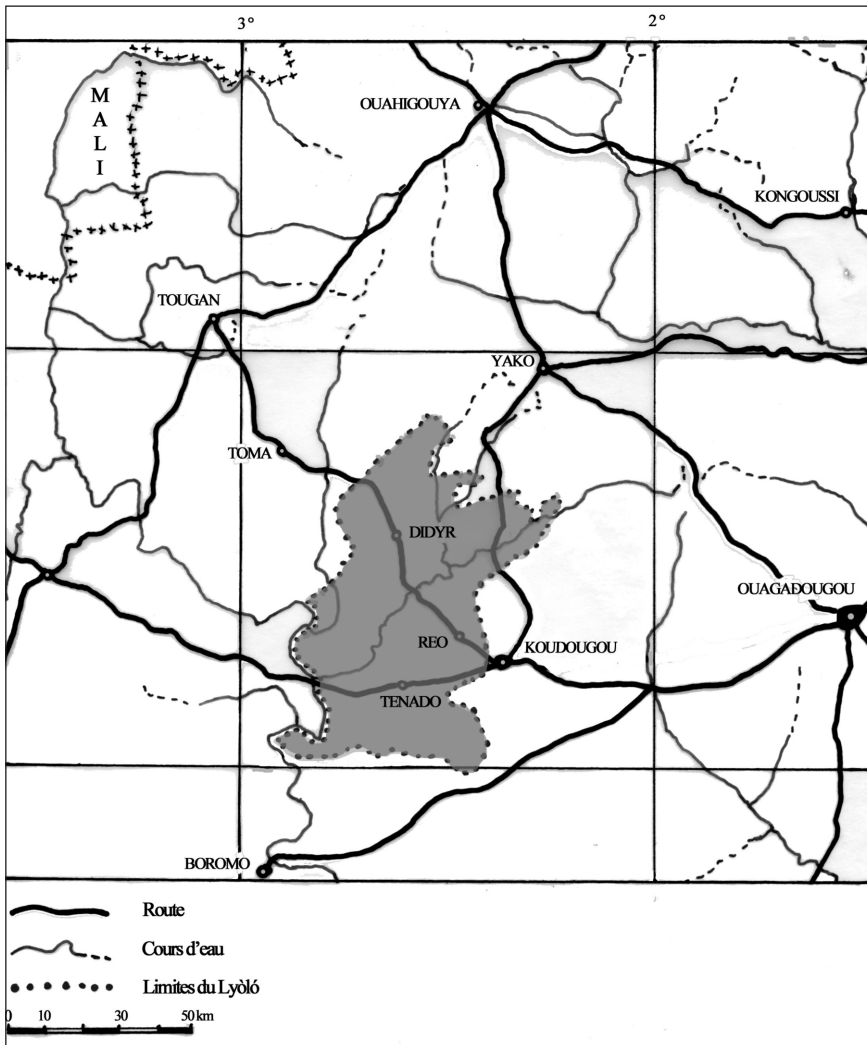 3° 2°
MALI
OUAHIGOUYA
KONGOUSSI
TOUGAN
YAKO
TOMA
DIDYR
OUAGADOUGOU
REO
KOUDOUGOU
TENADO
BOROMO
Route
Cours d'eau
Limites du Lyòló
0 10 30 50 km